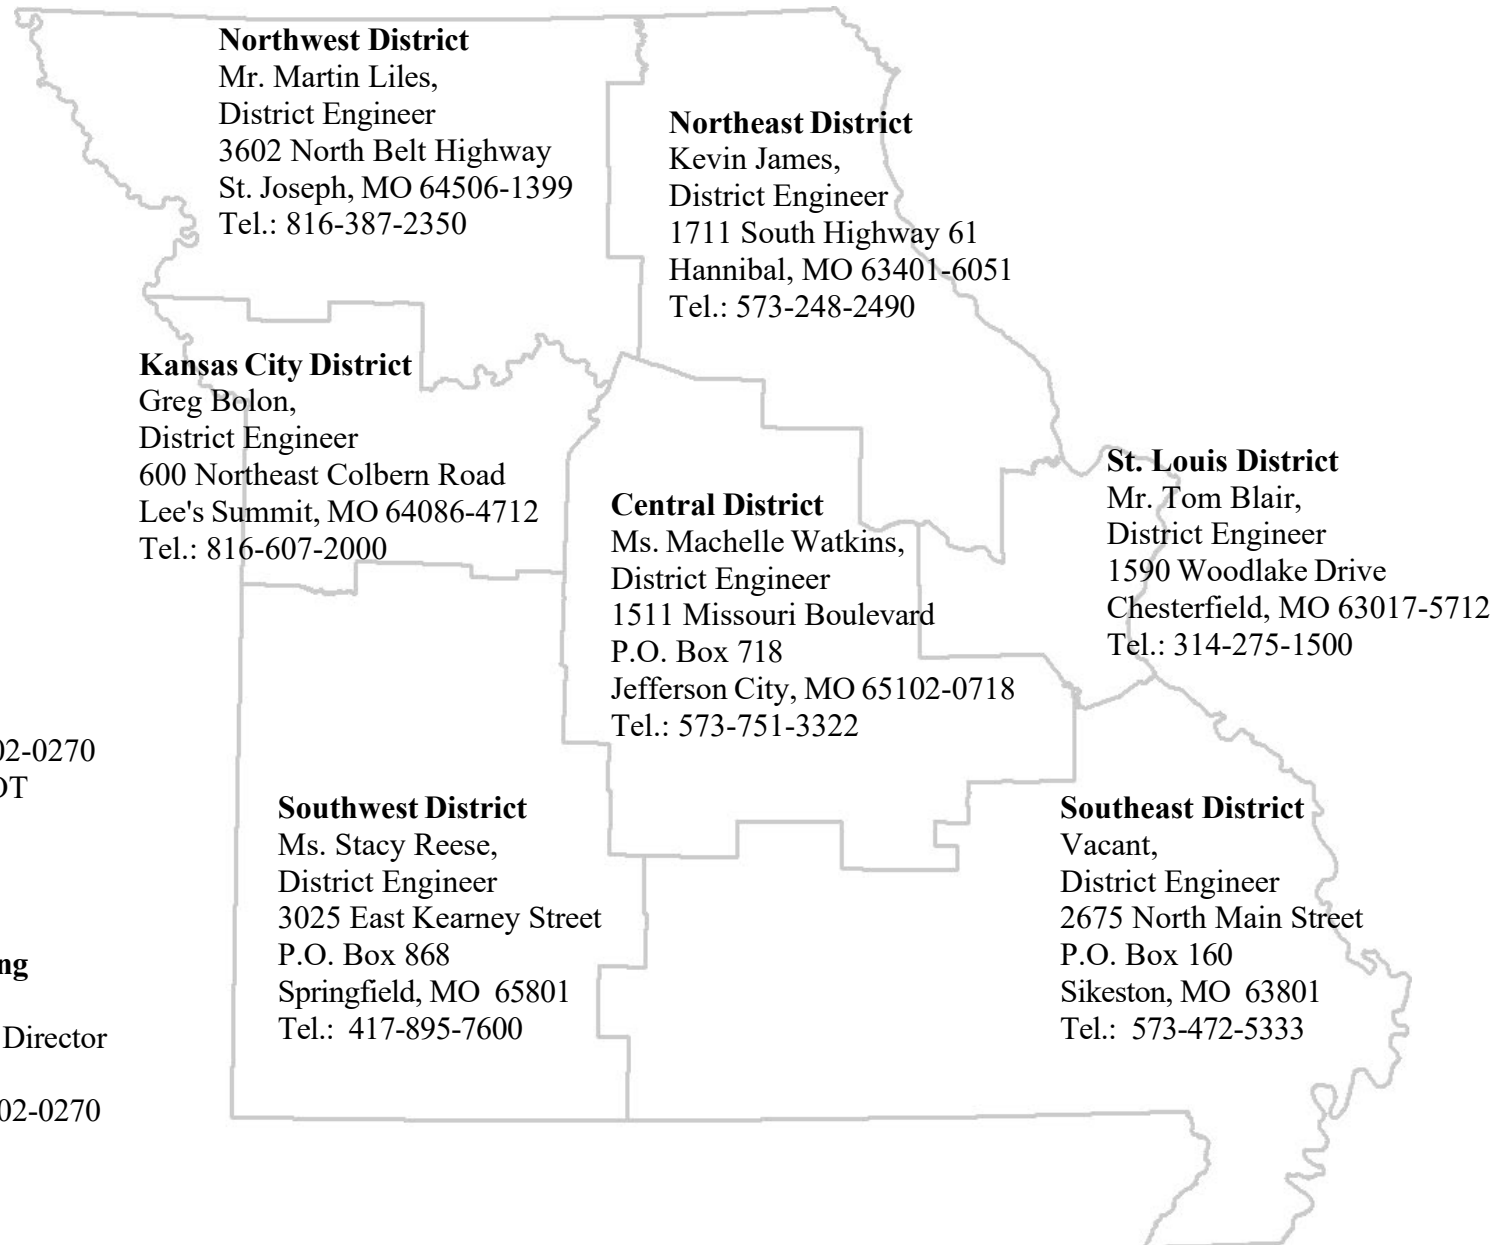 Northwest District
Mr. Martin Liles,
District Engineer
3602 North Belt Highway
St. Joseph, MO 64506-1399
Tel.: 816-387-2350
Northeast District
Kevin James,
District Engineer
1711 South Highway 61
Hannibal, MO 63401-6051
Tel.: 573-248-2490
Kansas City District
Greg Bolon,
District Engineer
600 Northeast Colbern Road
Lee's Summit, MO 64086-4712
Tel.: 816-607-2000
Central District
Ms. Machelle Watkins,
District Engineer
1511 Missouri Boulevard
P.O. Box 718
Jefferson City, MO 65102-0718
Tel.: 573-751-3322
St. Louis District
Mr. Tom Blair,
District Engineer
1590 Woodlake Drive
Chesterfield, MO 63017-5712
Tel.: 314-275-1500
02-0270
OT
Southwest District
Ms. Stacy Reese,
District Engineer
3025 East Kearney Street
P.O. Box 868
Springfield, MO  65801
Tel.:  417-895-7600
Southeast District
Vacant,
District Engineer
2675 North Main Street
P.O. Box 160
Sikeston, MO  63801
Tel.:  573-472-5333
ng
Director
02-0270